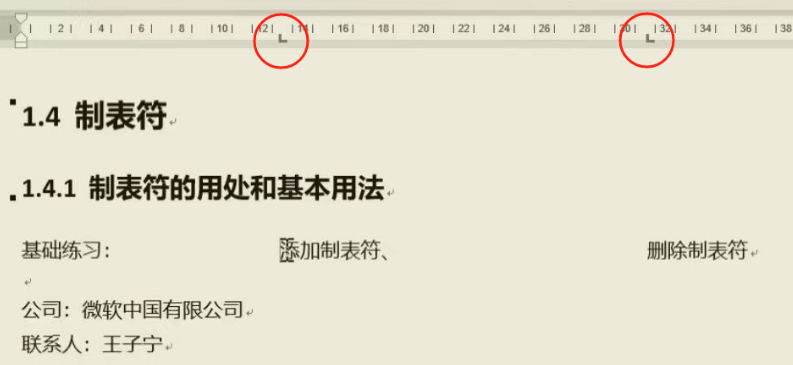 2 4 6 8 10 12 14 16 18 20 22 24 26 28 30 32 34 36 38
1.4 制表符
1.4.1 制表符的用处和基本用法
基础练习： 添加制表符、 删除制表符
公司：微软中国有限公司
联系人：王子宁